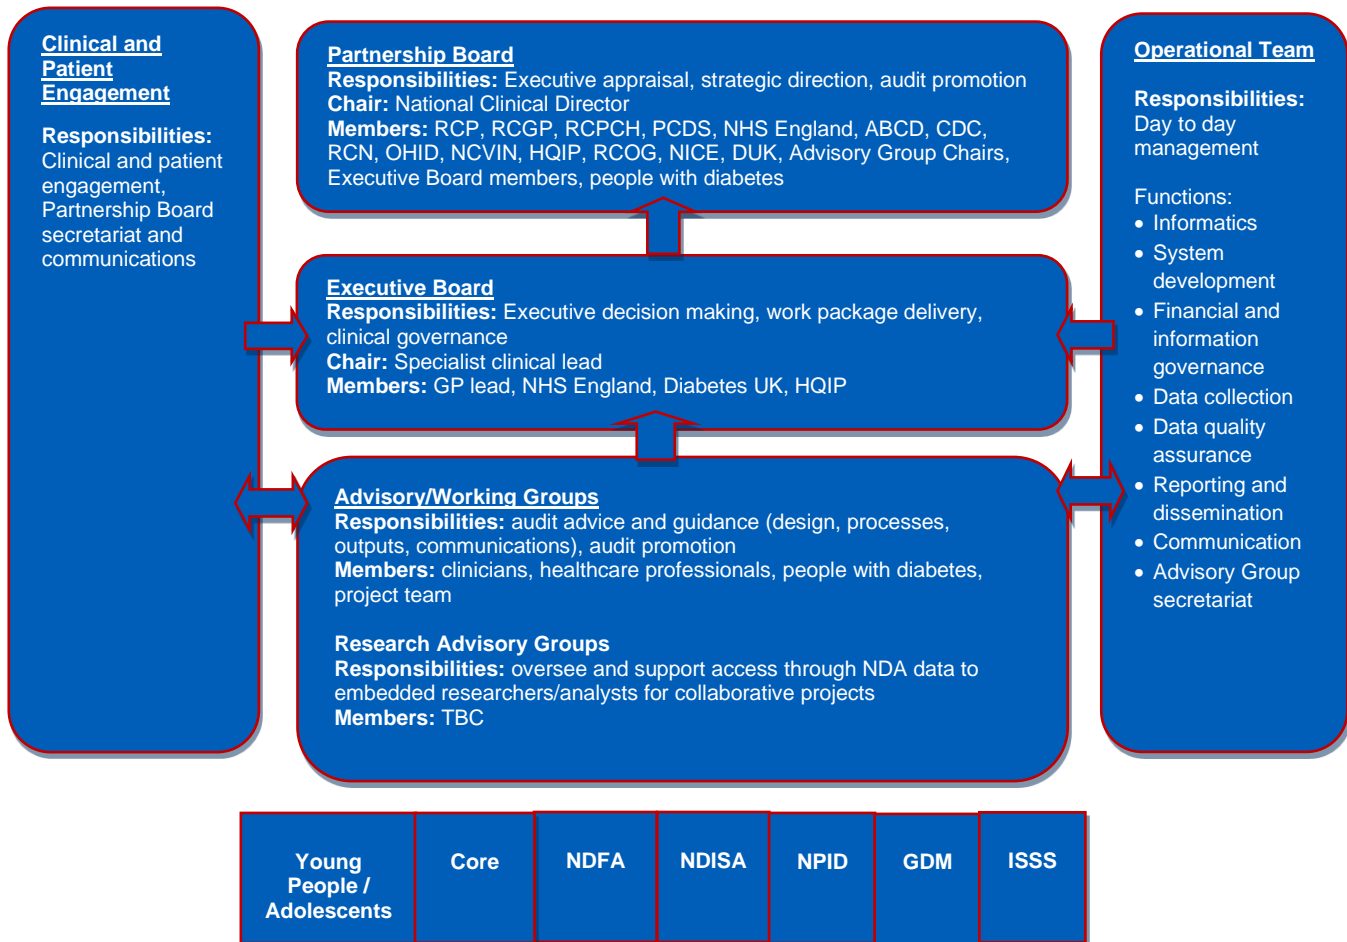 Clinical and
Patient
Engagement
Responsibilities:
Clinical and patient
engagement,
Partnership Board
secretariat and
communications
Partnership Board
Responsibilities: Executive appraisal, strategic direction, audit promotion
Chair: National Clinical Director
Members: RCP, RCGP, RCPCH, PCDS, NHS England, ABCD, CDC,
RCN, OHID, NCVIN, HQIP, RCOG, NICE, DUK, Advisory Group Chairs,
Executive Board members, people with diabetes
Executive Board
Responsibilities: Executive decision making, work package delivery,
clinical governance
Chair: Specialist clinical lead
Members: GP lead, NHS England, Diabetes UK, HQIP
Advisory/Working Groups
Responsibilities: audit advice and guidance (design, processes,
outputs, communications), audit promotion
Members: clinicians, healthcare professionals, people with diabetes,
project team
Research Advisory Groups
Responsibilities: oversee and support access through NDA data to
embedded researchers/analysts for collaborative projects
Members: TBC
Operational Team
Responsibilities:
Day to day
management
Functions:
• Informatics
• System
development
• Financial and
information
governance
• Data collection
• Data quality
assurance
• Reporting and
dissemination
• Communication
• Advisory Group
secretariat
Young
People /
Adolescents
Core
NDFA
NDISA
NPID
GDM
ISSS